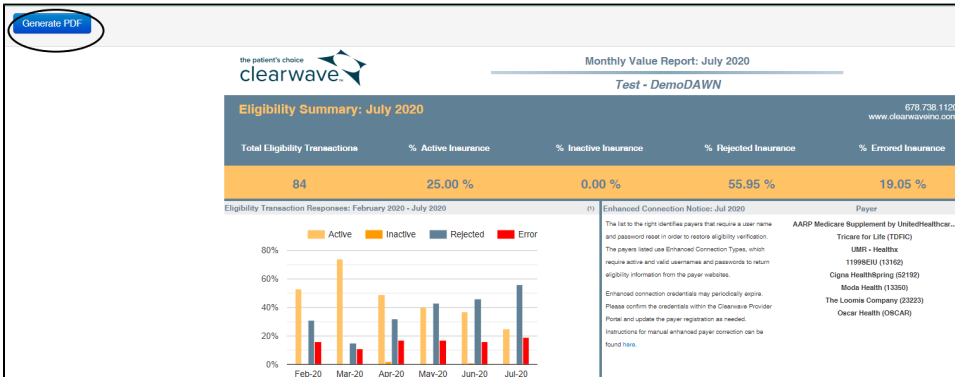 Generate PDF
the patient's choice
clearwave™
Monthly Value Report: July 2020
Test - DemoDAWN
Eligibility Summary: July 2020
678.738.1120
www.clearwaveinc.com
Total Eligibility Transactions % Active Insurance % Inactive Insurance % Rejected Insurance % Errored Insurance
84 25.00 % 0.00 % 55.95 % 19.05 %
Eligibility Transaction Responses: February 2020 - July 2020 (1)
Active Inactive Rejected Error
80%
60%
40%
20%
0%
Feb-20 Mar-20 Apr-20 May-20 Jun-20 Jul-20
Enhanced Connection Notice: Jul 2020 Payer
The list to the right identifies payers that require a user name
and password reset in order to restore eligibility verification.
The payers listed use Enhanced Connection Types, which
require active and valid usernames and passwords to return
eligibility information from the payer websites.
Enhanced connection credentials may periodically expire.
Please confirm the credentials within the Clearwave Provider
Portal and update the payer registration as needed.
Instructions for manual enhanced payer correction can be
found here.
AARP Medicare Supplement by UnitedHealthcar...
Tricare for Life (TDFIC)
UMR - Healthx
1199SEIU (13162)
Cigna HealthSpring (52192)
Moda Health (13350)
The Loomis Company (23223)
Oscar Health (OSCAR)